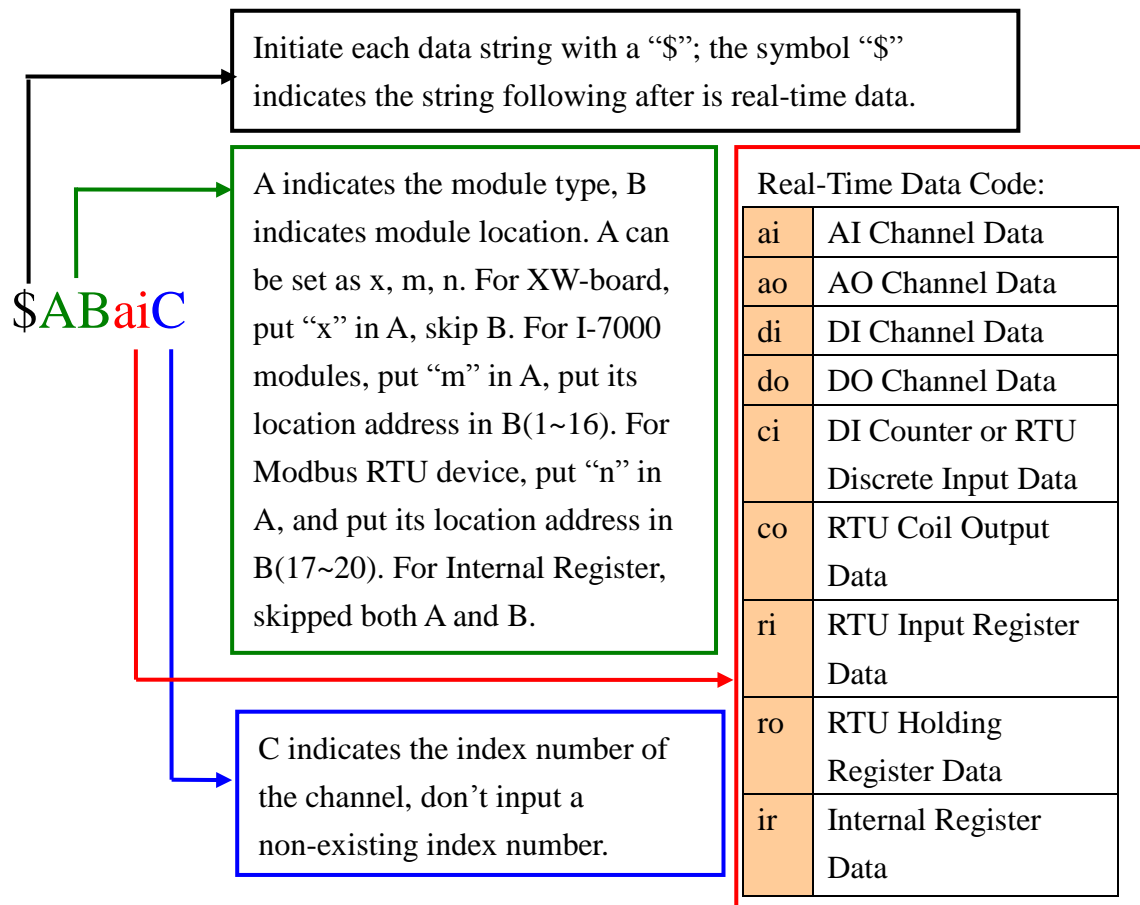 Initiate each data string with a “$”; the symbol “$”
indicates the string following after is real-time data.
$ABaiC
A indicates the module type, B
indicates module location. A can
be set as x, m, n. For XW-board,
put “x” in A, skip B. For I-7000
modules, put “m” in A, put its
location address in B(1~16). For
Modbus RTU device, put “n” in
A, and put its location address in
B(17~20). For Internal Register,
skipped both A and B.
C indicates the index number of
the channel, don’t input a
non-existing index number.
Real-Time Data Code:
ai AI Channel Data
ao AO Channel Data
di DI Channel Data
do DO Channel Data
ci DI Counter or RTU
Discrete Input Data
co RTU Coil Output
Data
ri RTU Input Register
Data
ro RTU Holding
Register Data
ir Internal Register
Data